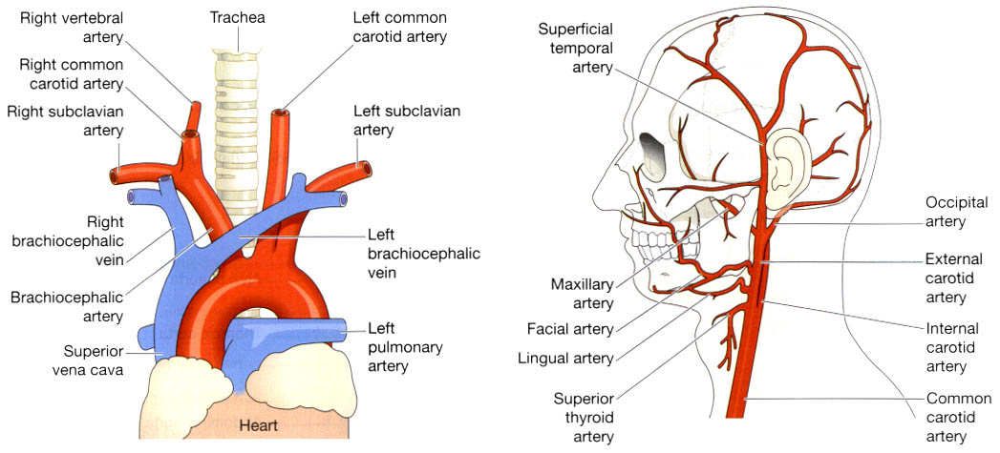 Right vertebral
artery
Right common
carotid artery
Right subclavian
artery
Right
brachiocephalic
vein
Brachiocephalic
artery
Superior
vena cava
Trachea
Left common
carotid artery
Left subclavian
artery
Left
brachiocephalic
vein
Left
pulmonary
artery
Heart
Superficial
temporal
artery
Maxillary
artery
Facial artery
Lingual artery
Superior
thyroid
artery
Occipital
artery
External
carotid
artery
Internal
carotid
artery
Common
carotid
artery